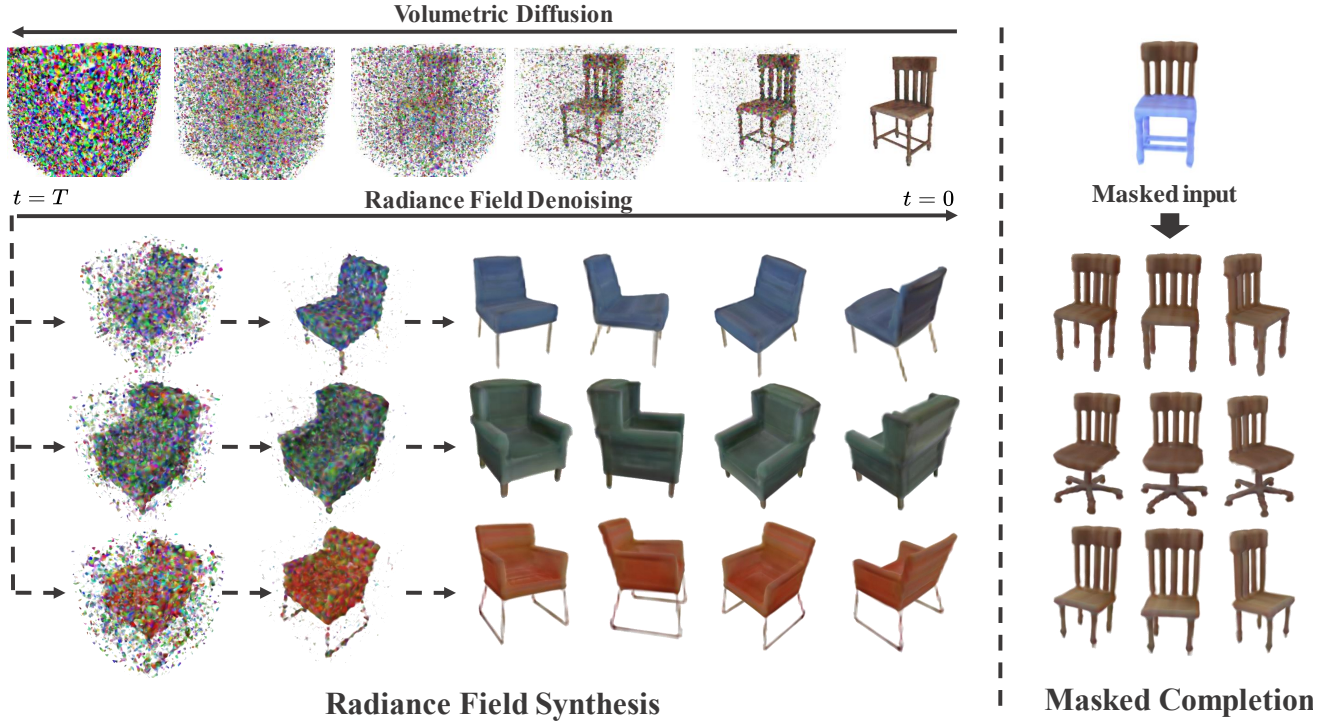 Volumetric Diffusion
t = T
Radiance Field Denoising
t = 0
Radiance Field Synthesis
Masked input
Masked Completion